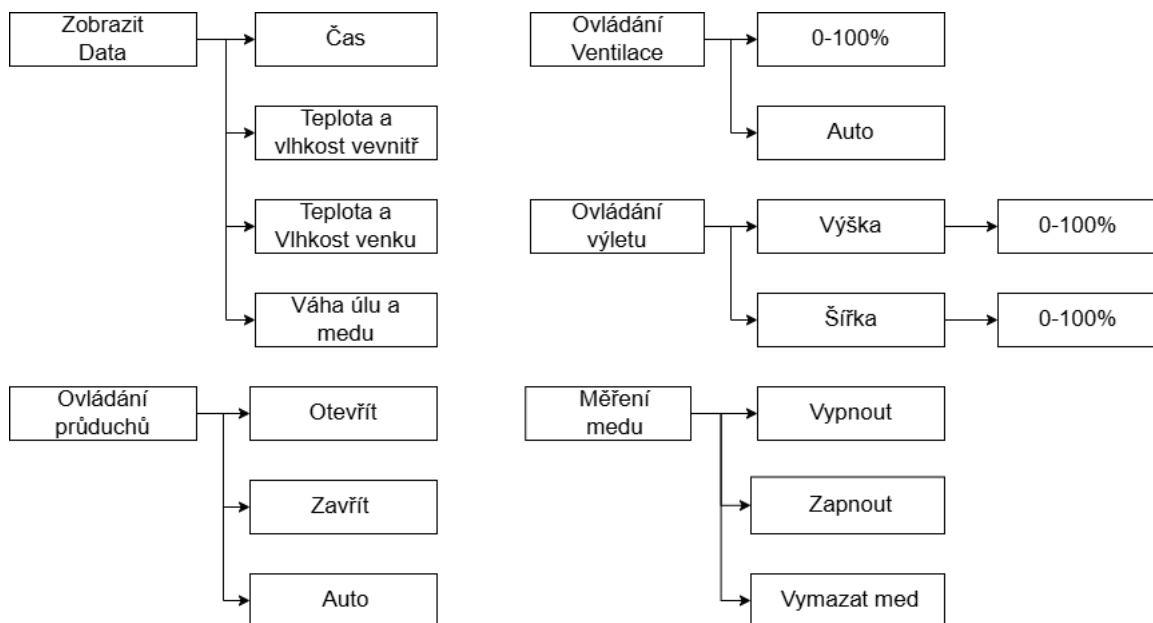 Zobrazit
Data
Čas
Teplota a
vlhkost vevnitř
Teplota a
Vlhkost venku
Váha úlu a
medu
Ovládání
Ventilace
0-100%
Auto
Ovládání
výletu
Výška
0-100%
Šířka
0-100%
Ovládání
průduchů
Otevřít
Zavřít
Auto
Měření
medu
Vypnout
Zapnout
Vymazat med